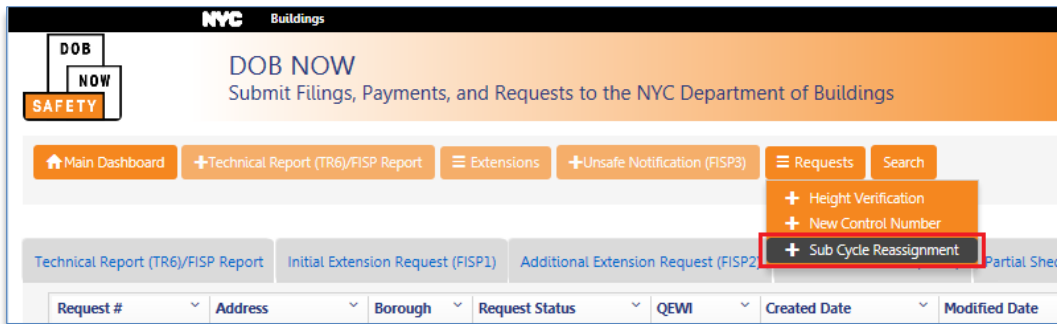 NYC Buildings
DOB
NOW
SAFETY
DOB NOW
Submit Filings, Payments, and Requests to the NYC Department of Buildings
Main Dashboard +Technical Report (TR6)/FISP Report Extensions +Unsafe Notification (FISP3) Requests Search
+ Height Verification
+ New Control Number
+ Sub Cycle Reassignment
Technical Report (TR6)/FISP Report Initial Extension Request (FISP1) Additional Extension Request (FISP2) Partial Shed
Request # Address Borough Request Status QEWI Created Date Modified Date